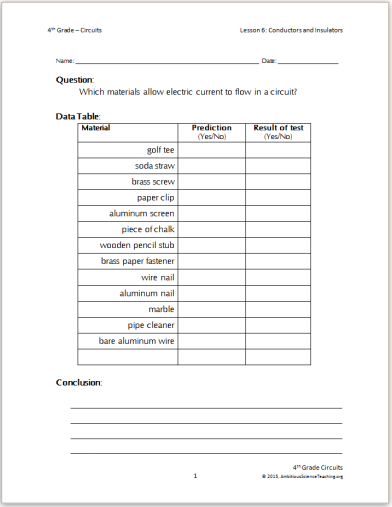 4th Grade – Circuits Lesson 6: Conductors and Insulators
Name: Date:
Question:
Which materials allow electric current to flow in a circuit?
Data Table:
Material Prediction (Yes/No) Result of test (Yes/No)
golf tee
soda straw
brass screw
paper clip
aluminum screen
piece of chalk
wooden pencil stub
brass paper fastener
wire nail
aluminum nail
marble
pipe cleaner
bare aluminum wire
Conclusion:
4th Grade Circuits
1 © 2015, AmbitiousScienceTeaching.org